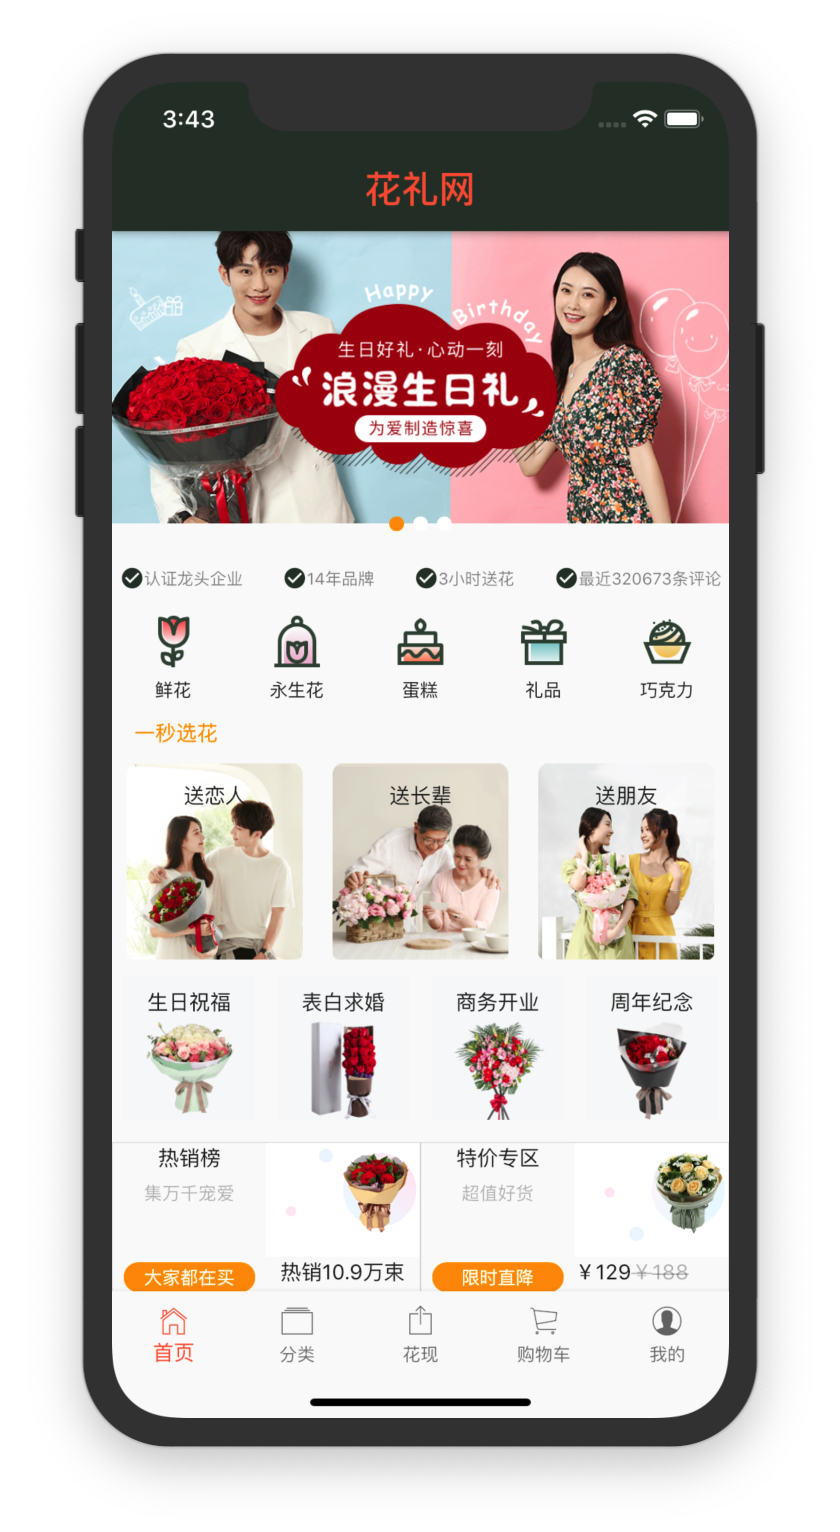 3:43
花礼网
Happy Birthday
生日好礼·心动一刻
浪漫生日礼
为爱制造惊喜
认证龙头企业 14年品牌 3小时送花 最近320673条评论
鲜花 永生花 蛋糕 礼品 巧克力
一秒选花
送恋人 送长辈 送朋友
生日祝福 表白求婚 商务开业 周年纪念
热销榜 特价专区
集万千宠爱 超值好货
大家都在买 热销10.9万束 限时直降 ¥129 ¥188
首页 分类 花现 购物车 我的